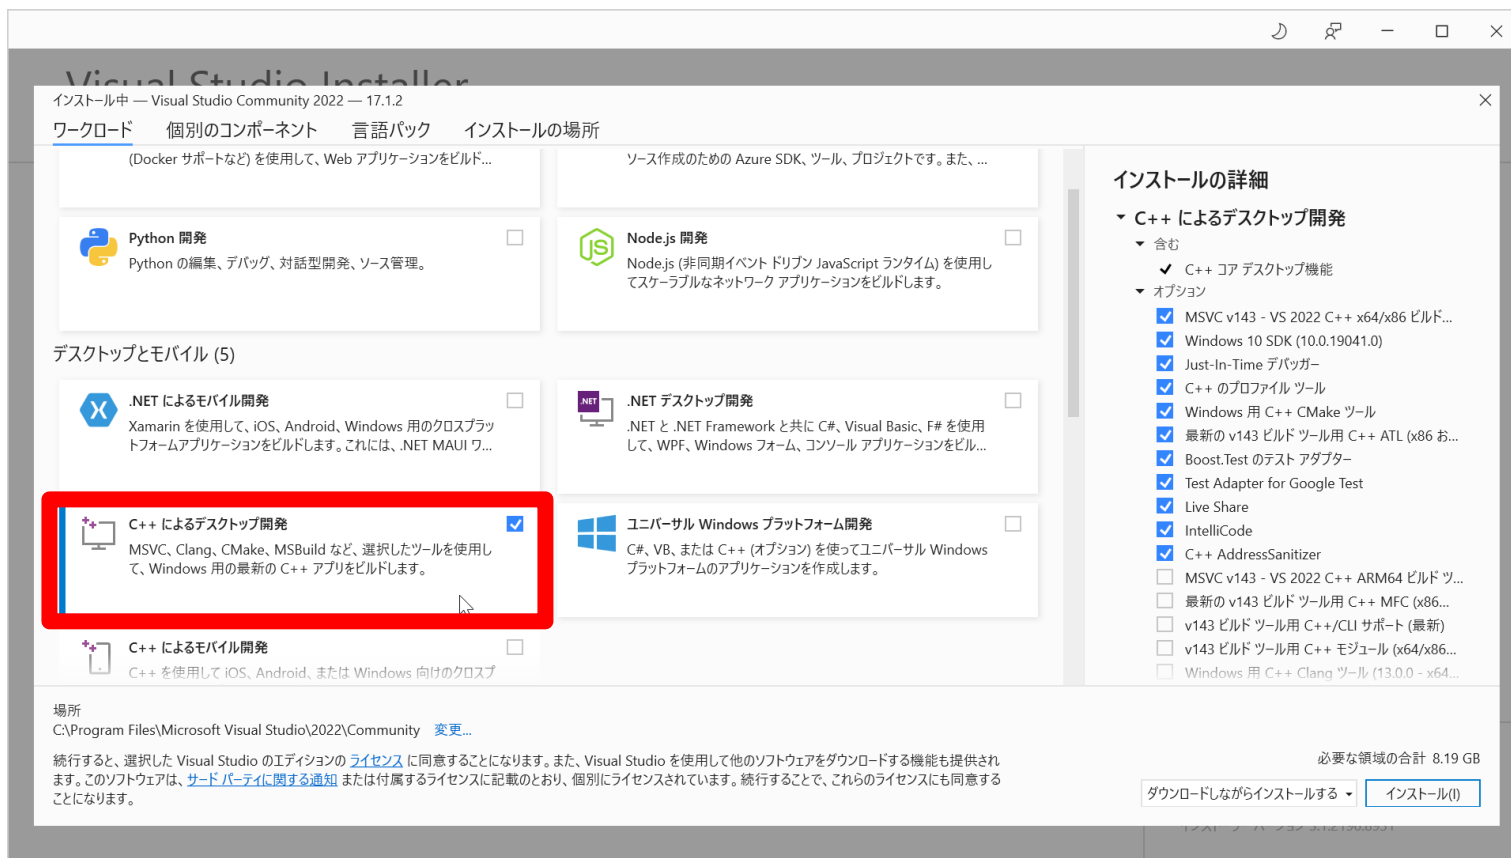 Visual Studio Installer
インストール中 — Visual Studio Community 2022 — 17.1.2
ワークロード 個別のコンポーネント 言語パック インストールの場所
(Docker サポートなど) を使用して、Web アプリケーションをビルド...
ソース作成のための Azure SDK、ツール、プロジェクトです。また、...
Python 開発
Python の編集、デバッグ、対話型開発、ソース管理。
Node.js 開発
Node.js (非同期イベント ドリブン JavaScript ランタイム) を使用し
てスケーラブルなネットワーク アプリケーションをビルドします。
デスクトップとモバイル (5)
.NET によるモバイル開発
Xamarin を使用して、iOS、Android、Windows 用のクロスプラッ
トフォームアプリケーションをビルドします。これには、.NET MAUI ワ...
.NET デスクトップ開発
.NET と .NET Framework と共に C#、Visual Basic、F# を使用
して、WPF、Windows フォーム、コンソール アプリケーションをビル...
C++ によるデスクトップ開発
MSVC、Clang、CMake、MSBuild など、選択したツールを使用し
て、Windows 用の最新の C++ アプリをビルドします。
ユニバーサル Windows プラットフォーム開発
C#、VB、または C++ (オプション) を使ってユニバーサル Windows
プラットフォームのアプリケーションを作成します。
C++ によるモバイル開発
C++ を使用して iOS、Android、または Windows 向けのクロスプ
インストールの詳細
C++ によるデスクトップ開発
含む
C++ コア デスクトップ機能
オプション
MSVC v143 - VS 2022 C++ x64/x86 ビルド...
Windows 10 SDK (10.0.19041.0)
Just-In-Time デバッガー
C++ のプロファイル ツール
Windows 用 C++ CMake ツール
最新の v143 ビルド ツール用 C++ ATL (x86 お...
Boost.Test のテスト アダプター
Test Adapter for Google Test
Live Share
IntelliCode
C++ AddressSanitizer
MSVC v143 - VS 2022 C++ ARM64 ビルド ツ...
最新の v143 ビルド ツール用 C++ MFC (x86...
v143 ビルド ツール用 C++/CLI サポート (最新)
v143 ビルド ツール用 C++ モジュール (x64/x86...
Windows 用 C++ Clang ツール (13.0.0 - x64...
場所
C:\Program Files\Microsoft Visual Studio\2022\Community 変更...
続行すると、選択した Visual Studio のエディションの ライセンス に同意することになります。また、Visual Studio を使用して他のソフトウェアをダウンロードする機能も提供され
ます。このソフトウェアは、サード パーティに関する通知 または付属するライセンスに記載のとおり、個別にライセンスされています。続行することで、これらのライセンスにも同意する
ことになります。
必要な領域の合計 8.19 GB
ダウンロードしながらインストールする インストール(I)